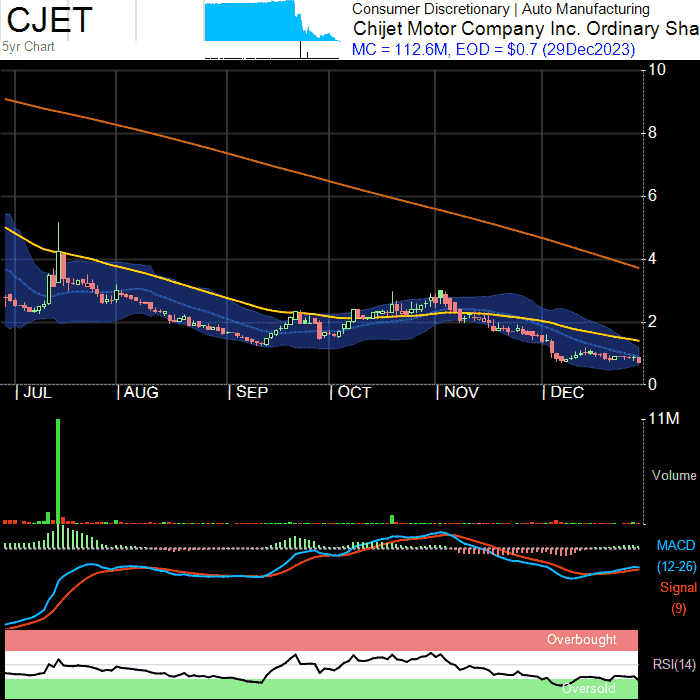 CJET
5yr Chart
Consumer Discretionary | Auto Manufacturing
Chijet Motor Company Inc. Ordinary Sha
MC = 112.6M, EOD = $0.7 (29Dec2023)
10
8
6
4
2
0
JUL AUG SEP OCT NOV DEC
11M
Volume
MACD
(12-26)
Signal
(9)
Overbought
RSI(14)
Oversold